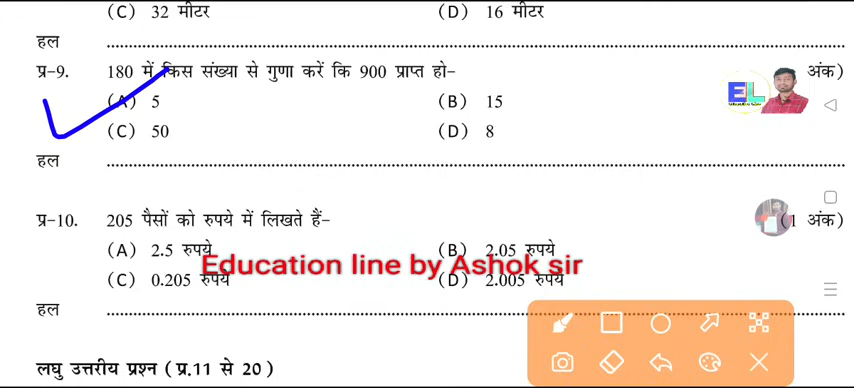 (C) 32 मीटर (D) 16 मीटर
हल
प्र-9. 180 में किस संख्या से गुणा करें कि 900 प्राप्त हो- अंक)
(A) 5 (B) 15
(C) 50 (D) 8
हल
प्र-10. 205 पैसों को रुपये में लिखते हैं- (1 अंक)
(A) 2.5 रुपये (B) 2.05 रुपये
Education line by Ashok sir
(C) 0.205 रुपये (D) 2.005 रुपये
हल
लघु उत्तरीय प्रश्न (प्र.11 से 20)
EL